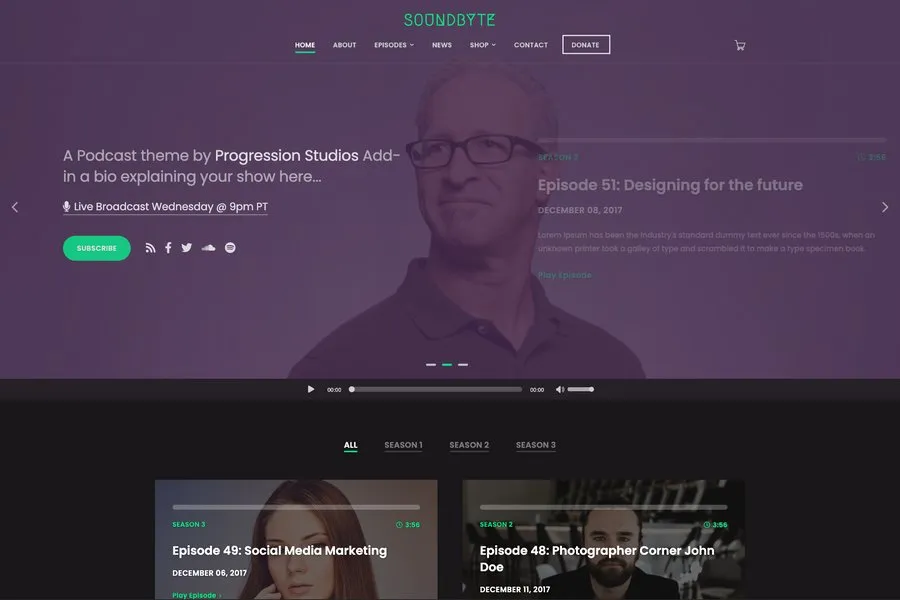 SOUNDBYTE
HOME ABOUT EPISODES NEWS SHOP CONTACT DONATE
A Podcast theme by Progression Studios Add-
in a bio explaining your show here...
Live Broadcast Wednesday @ 9pm PT
SUBSCRIBE
SEASON 3 3:56
Episode 51: Designing for the future
DECEMBER 08, 2017
Lorem Ipsum has been the industry's standard dummy text ever since the 1500s, when an
unknown printer took a galley of type and scrambled it to make a type specimen book.
Play Episode
00:00 00:00
ALL SEASON 1 SEASON 2 SEASON 3
SEASON 3 3:56
Episode 49: Social Media Marketing
DECEMBER 06, 2017
Play Episode ›
SEASON 2 3:56
Episode 48: Photographer Corner John
Doe
DECEMBER 11, 2017